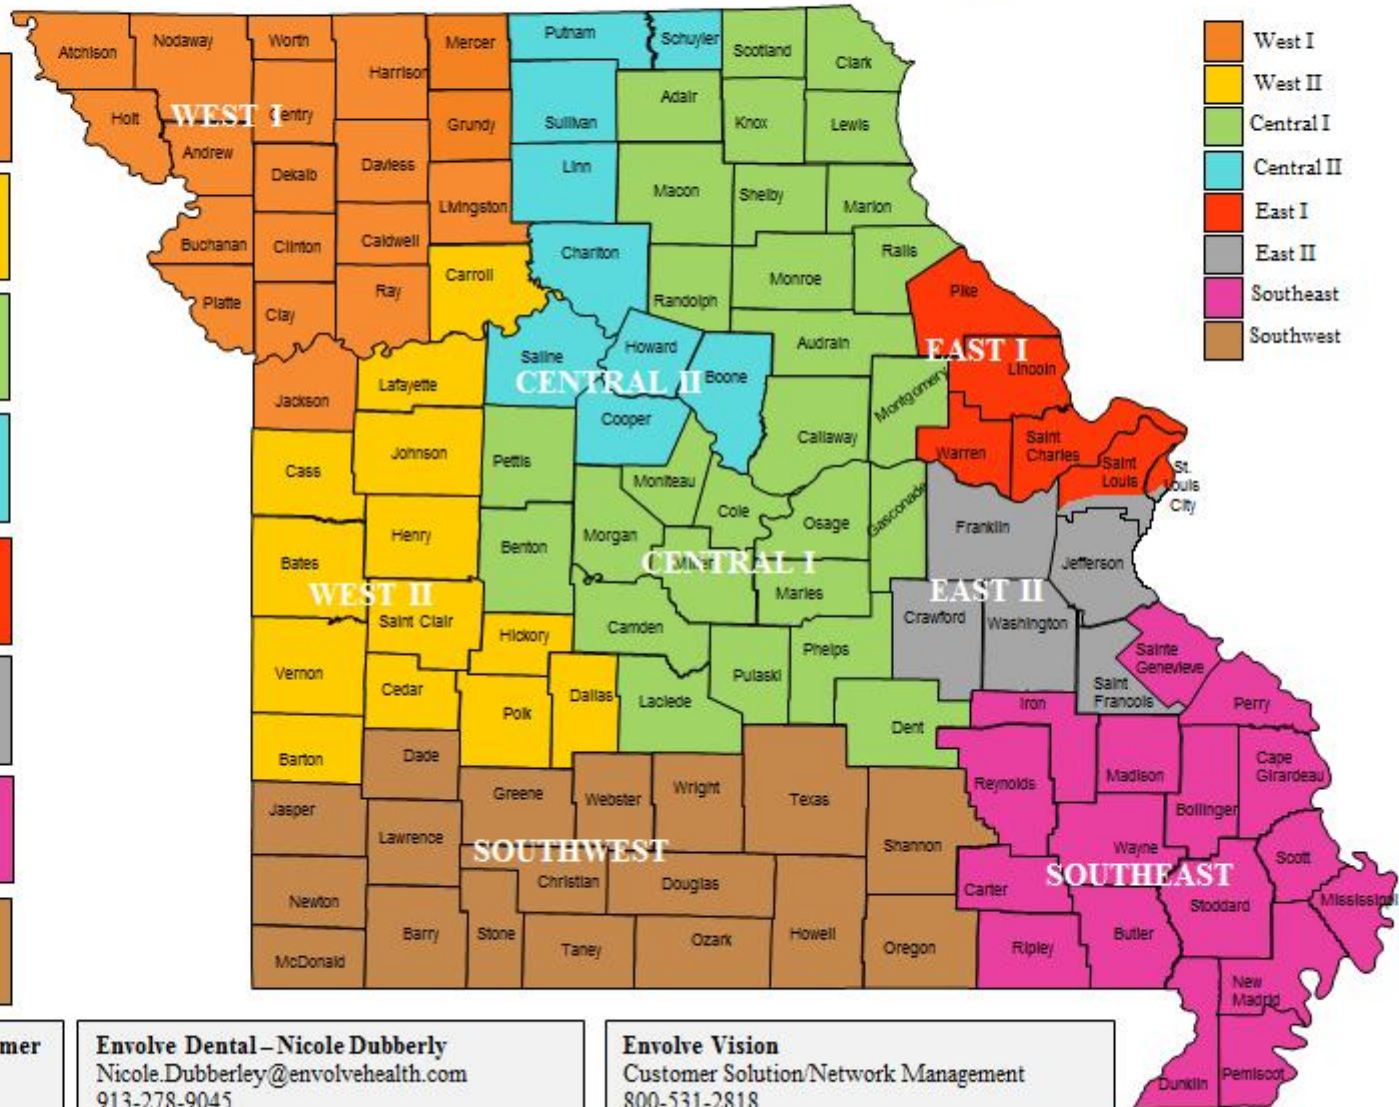 Atchison
Nodaway
Worth
Harrison
Mercer
Putnam
Schuyler
Scotland
Clark
Holt
WEST I
Gentry
Grundy
Sullivan
Adair
Knox
Lewis
Andrew
Dekalb
Daviess
Linn
Macon
Shelby
Marion
Livingston
Buchanan
Clinton
Caldwell
Chariton
Ralls
Platte
Clay
Ray
Carroll
Randolph
Monroe
Pike
Saline
Howard
Audrain
EAST I
Lincoln
CENTRAL II
Boone
Jackson
Lafayette
Cooper
Montgomery
Callaway
Warren
Saint
Charles
Saint
Louis
St.
Louis
City
Cass
Johnson
Pettis
Moniteau
Cole
Osage
Gasconade
Franklin
Henry
Benton
Morgan
Bates
CENTRAL I
Miller
Maries
Jefferson
WEST II
EAST II
Saint Clair
Hickory
Camden
Phelps
Crawford
Washington
Sainte
Genevieve
Vernon
Cedar
Polk
Dallas
Laclede
Pulaski
Dent
Iron
Saint
Francois
Perry
Barton
Dade
Greene
Webster
Wright
Texas
Reynolds
Madison
Bollinger
Cape
Girardeau
Jasper
Lawrence
SOUTHWEST
Shannon
Wayne
SOUTHEAST
Scott
Christian
Douglas
Carter
Stoddard
Mississippi
Newton
Barry
Stone
Taney
Ozark
Howell
Oregon
Ripley
Butler
McDonald
New
Madrid
Dunklin
Pemiscot
West I
West II
Central I
Central II
East I
East II
Southeast
Southwest
mer
Envolve Dental – Nicole Dubberly
Nicole.Dubberley@envolvehealth.com
913-278-9045
Envolve Vision
Customer Solution/Network Management
800-531-2818